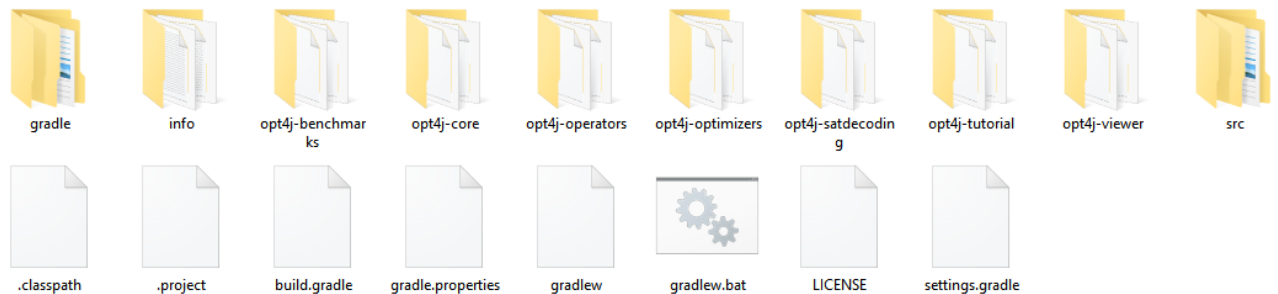 gradle
info
opt4j-benchmar
ks
opt4j-core
opt4j-operators
opt4j-optimizers
opt4j-satdecodin
g
opt4j-tutorial
opt4j-viewer
src
.classpath
.project
build.gradle
gradle.properties
gradlew
gradlew.bat
LICENSE
settings.gradle